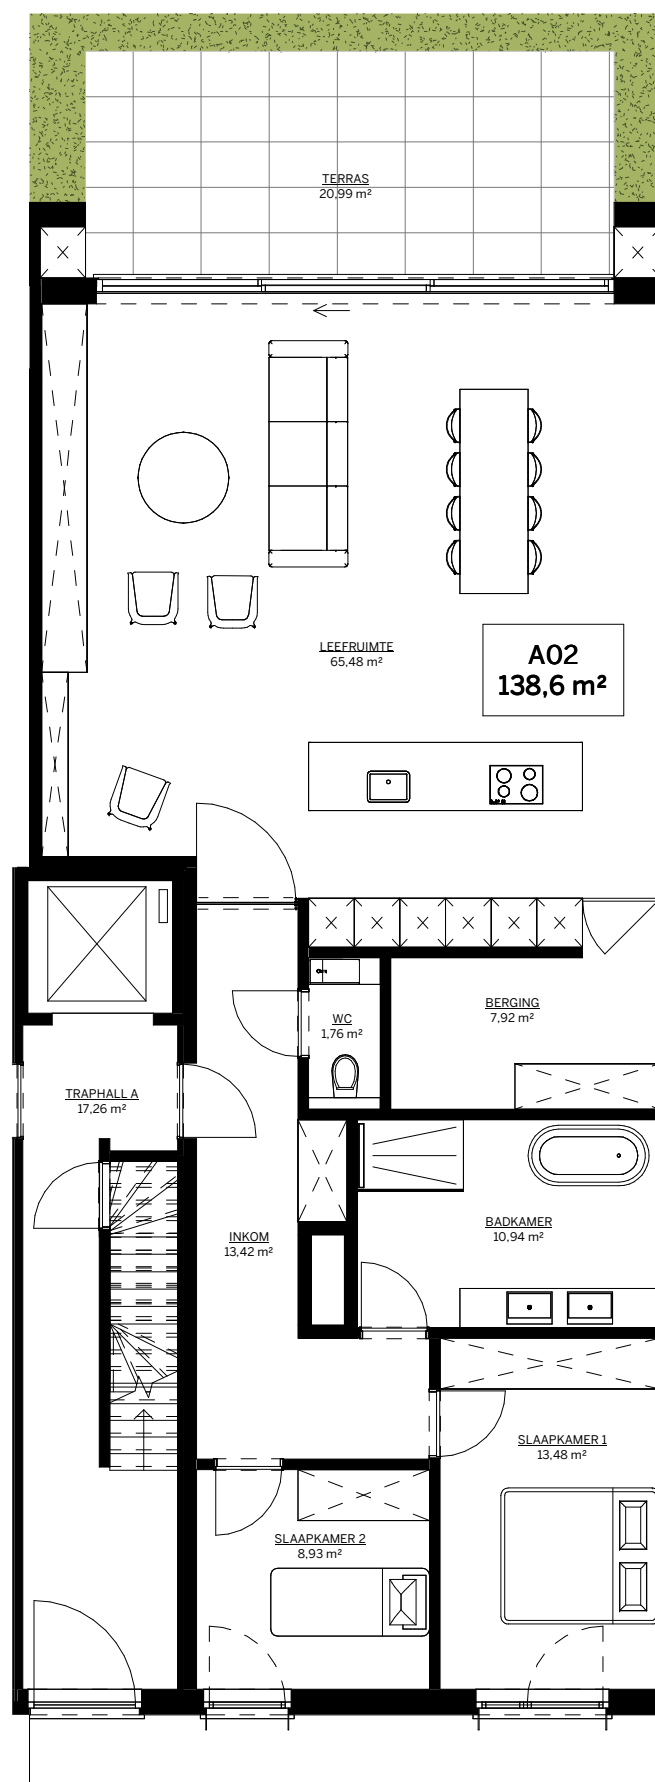 TERRAS
20,99 m²
LEEFRUIMTE
65,48 m²
A02
138,6 m²
WC
1,76 m²
BERGING
7,92 m²
TRAPHALL A
17,26 m²
INKOM
13,42 m²
BADKAMER
10,94 m²
SLAAPKAMER 1
13,48 m²
SLAAPKAMER 2
8,93 m²